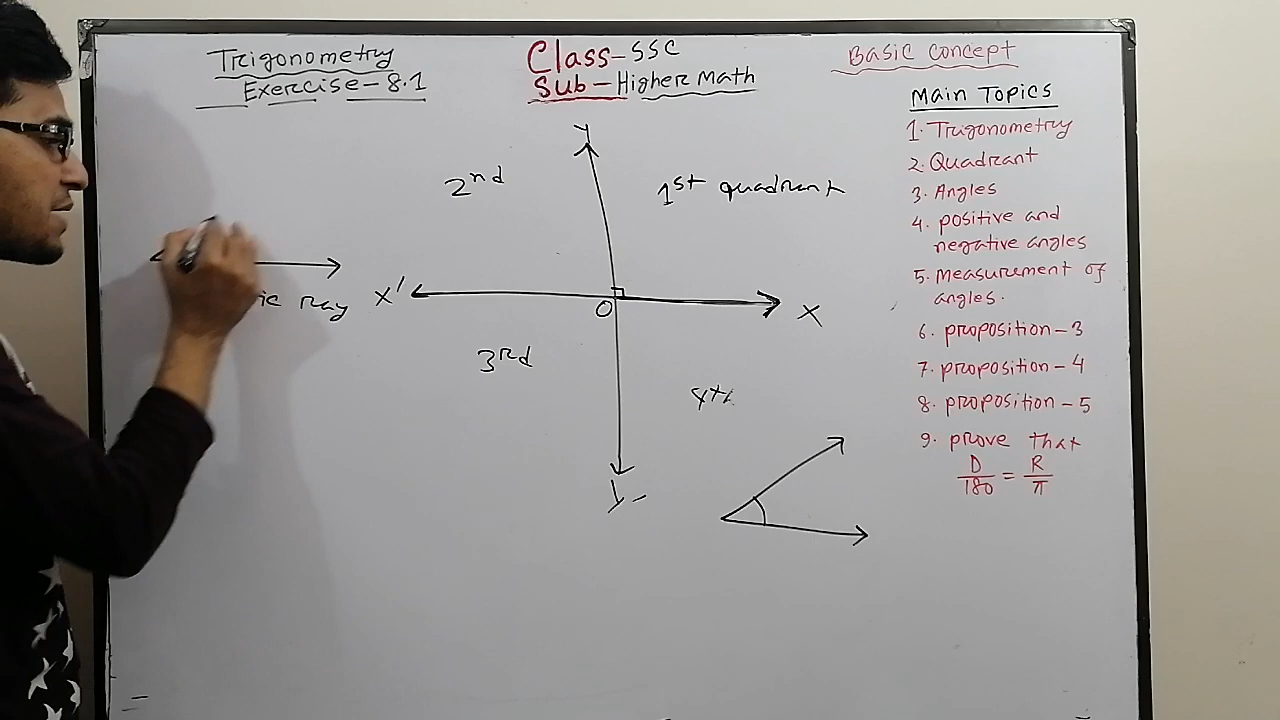 Trigonometry
Exercise-8.1
Class-SSC
Sub-Higher Math
Basic Concept
Main Topics
1. Trigonometry
2. Quadrant
3. Angles
4. positive and
negative angles
5. Measurement of
angles.
6. proposition-3
7. proposition-4
8. proposition-5
9. prove that
D/180 = R/π
Y
2nd
1st quadrant
ray
X'
O
X
3rd
4th
Y-